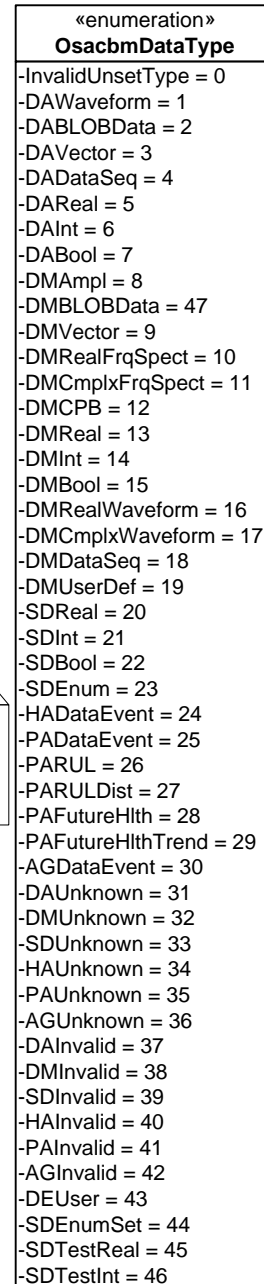 «enumeration»
OsacbmDataType
-InvalidUnsetType = 0
-DAWaveform = 1
-DABLOBData = 2
-DAVector = 3
-DADataSeq = 4
-DAReal = 5
-DAInt = 6
-DABool = 7
-DMAmpl = 8
-DMBLOBData = 47
-DMVector = 9
-DMRealFrqSpect = 10
-DMCmplxFrqSpect = 11
-DMCPB = 12
-DMReal = 13
-DMInt = 14
-DMBool = 15
-DMRealWaveform = 16
-DMCmplxWaveform = 17
-DMDataSeq = 18
-DMUserDef = 19
-SDReal = 20
-SDInt = 21
-SDBool = 22
-SDEnum = 23
-HADataEvent = 24
-PADataEvent = 25
-PARUL = 26
-PARULDist = 27
-PAFutureHlth = 28
-PAFutureHlthTrend = 29
-AGDataEvent = 30
-DAUnknown = 31
-DMUnknown = 32
-SDUnknown = 33
-HAUnknown = 34
-PAUnknown = 35
-AGUnknown = 36
-DAInvalid = 37
-DMInvalid = 38
-SDInvalid = 39
-HAInvalid = 40
-PAInvalid = 41
-AGInvalid = 42
-DEUser = 43
-SDEnumSet = 44
-SDTestReal = 45
-SDTestInt = 46